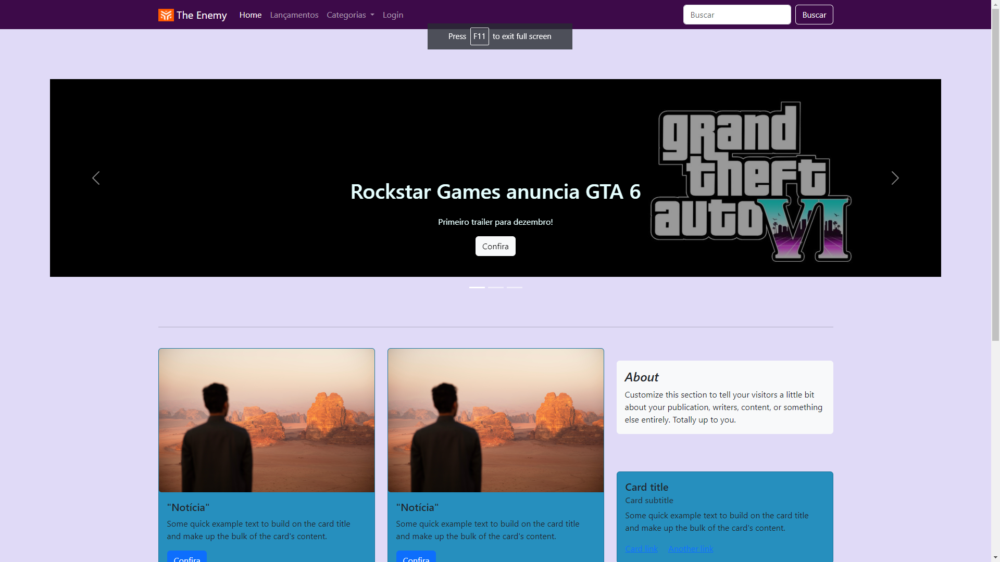 The Enemy
Home
Lançamentos
Categorias
Login
Buscar
Buscar
Press F11 to exit full screen
grand
theft
auto VI
Rockstar Games anuncia GTA 6
Primeiro trailer para dezembro!
Confira
"Notícia"
Some quick example text to build on the card title
and make up the bulk of the card's content.
Confira
"Notícia"
Some quick example text to build on the card title
and make up the bulk of the card's content.
Confira
About
Customize this section to tell your visitors a little bit
about your publication, writers, content, or something
else entirely. Totally up to you.
Card title
Card subtitle
Some quick example text to build on the card title
and make up the bulk of the card's content.
Card link
Another link